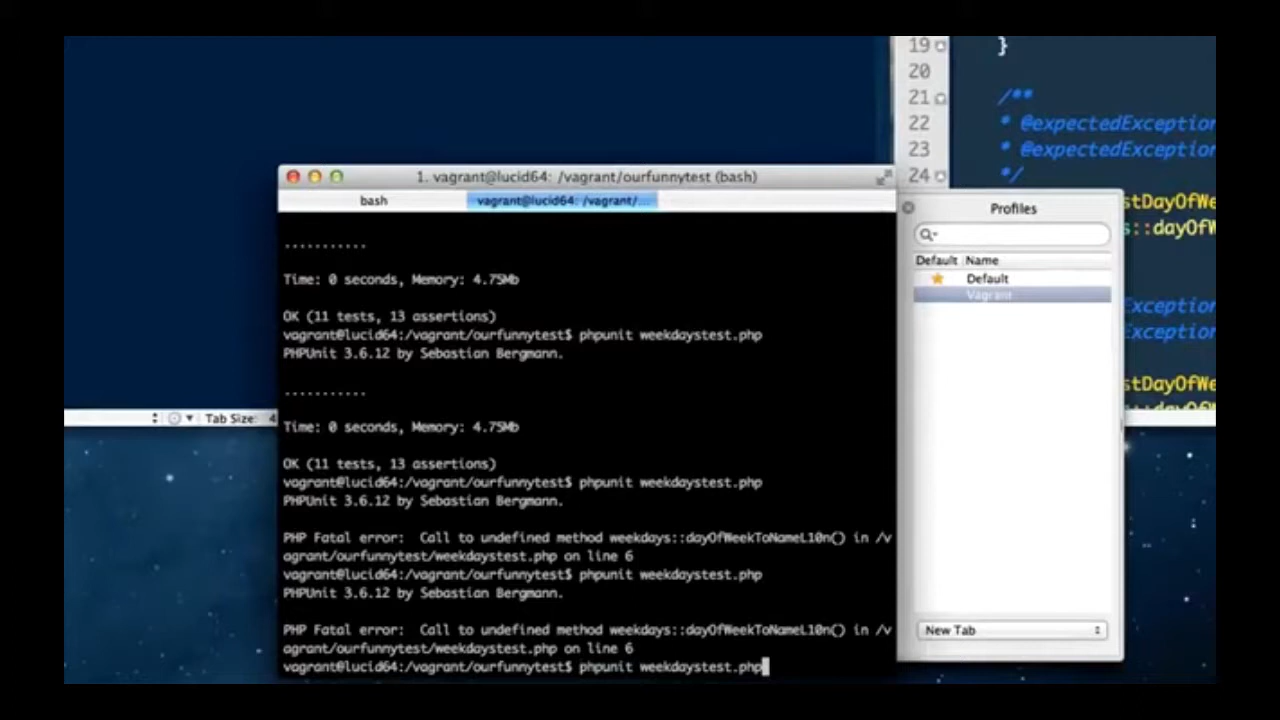 19
}
20
21
/**
22
* @expectedException
23
* @expectedException
24
*/
1. vagrant@lucid64: /vagrant/ourfunnytest (bash)
bash
vagrant@lucid64: /vagrant/...
...........
Time: 0 seconds, Memory: 4.75Mb
OK (11 tests, 13 assertions)
vagrant@lucid64:/vagrant/ourfunnytest$ phpunit weekdaystest.php
PHPUnit 3.6.12 by Sebastian Bergmann.
...........
Time: 0 seconds, Memory: 4.75Mb
OK (11 tests, 13 assertions)
vagrant@lucid64:/vagrant/ourfunnytest$ phpunit weekdaystest.php
PHPUnit 3.6.12 by Sebastian Bergmann.
PHP Fatal error:  Call to undefined method weekdays::dayOfWeekToNameL10n() in /v
agrant/ourfunnytest/weekdaystest.php on line 6
vagrant@lucid64:/vagrant/ourfunnytest$ phpunit weekdaystest.php
PHPUnit 3.6.12 by Sebastian Bergmann.
PHP Fatal error:  Call to undefined method weekdays::dayOfWeekToNameL10n() in /v
agrant/ourfunnytest/weekdaystest.php on line 6
vagrant@lucid64:/vagrant/ourfunnytest$ phpunit weekdaystest.php
Tab Size: 4
Profiles
Default Name
Default
Vagrant
New Tab
stDayOfWe
s::dayOfW
xception
xception
stDayOfWe